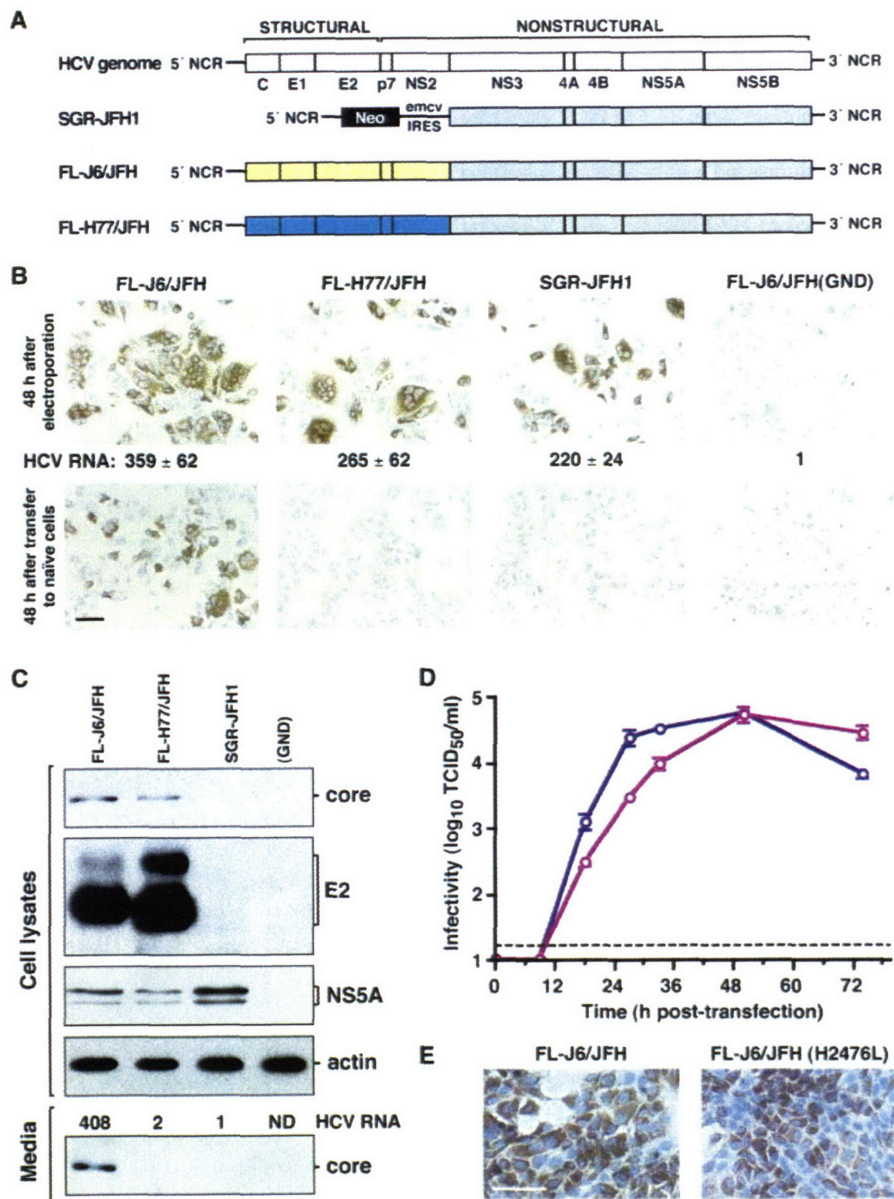 A
STRUCTURAL NONSTRUCTURAL
HCV genome 5´ NCR 3´ NCR
C E1 E2 p7 NS2 NS3 4A 4B NS5A NS5B
SGR-JFH1 5´ NCR Neo emcv IRES 3´ NCR
FL-J6/JFH 5´ NCR 3´ NCR
FL-H77/JFH 5´ NCR 3´ NCR
B
FL-J6/JFH FL-H77/JFH SGR-JFH1 FL-J6/JFH(GND)
48 h after
electroporation
HCV RNA: 359 ± 62 265 ± 62 220 ± 24 1
48 h after transfer
to naïve cells
C
FL-J6/JFH
FL-H77/JFH
SGR-JFH1
(GND)
Cell lysates
core
E2
NS5A
actin
Media
408 2 1 ND HCV RNA
core
D
Infectivity (log10 TCID50/ml)
5
4
3
2
1
0 12 24 36 48 60 72
Time (h post-transfection)
E
FL-J6/JFH FL-J6/JFH (H2476L)